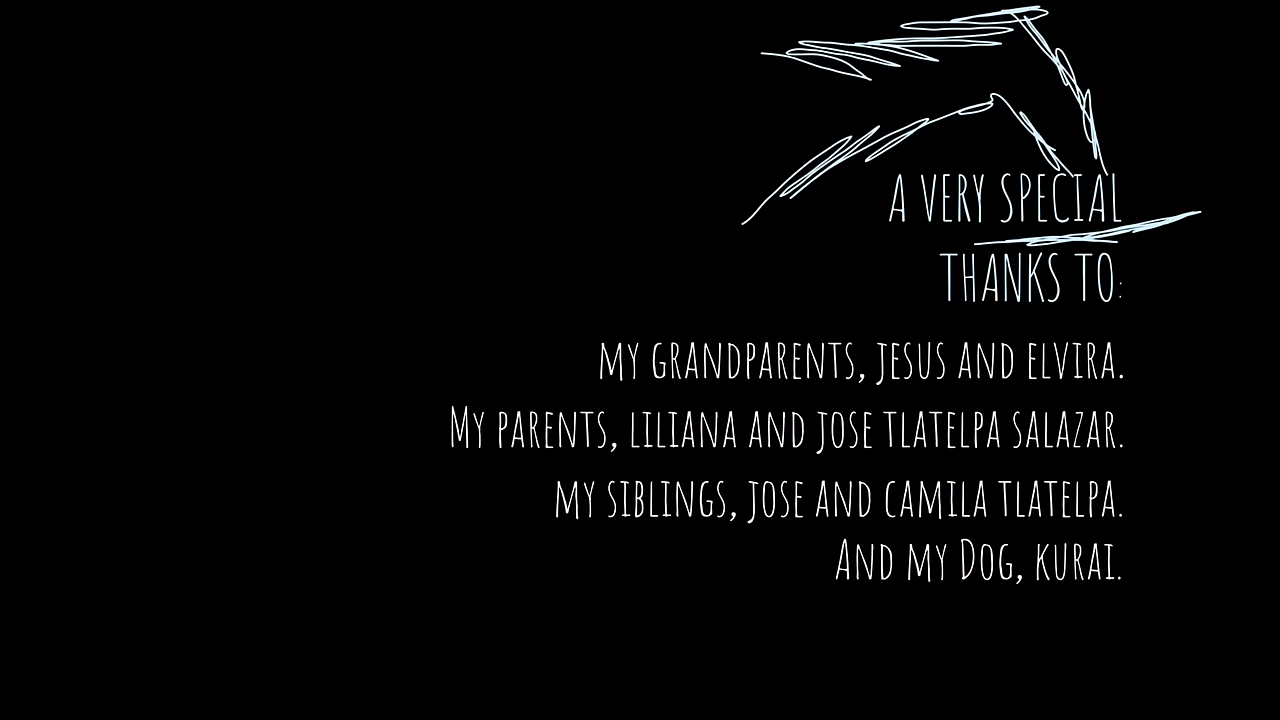 A VERY SPECIAL
THANKS TO:
MY GRANDPARENTS, JESUS AND ELVIRA.
MY PARENTS, LILIANA AND JOSE TLATELPA SALAZAR.
MY SIBLINGS, JOSE AND CAMILA TLATELPA.
AND MY DOG, KURAI.